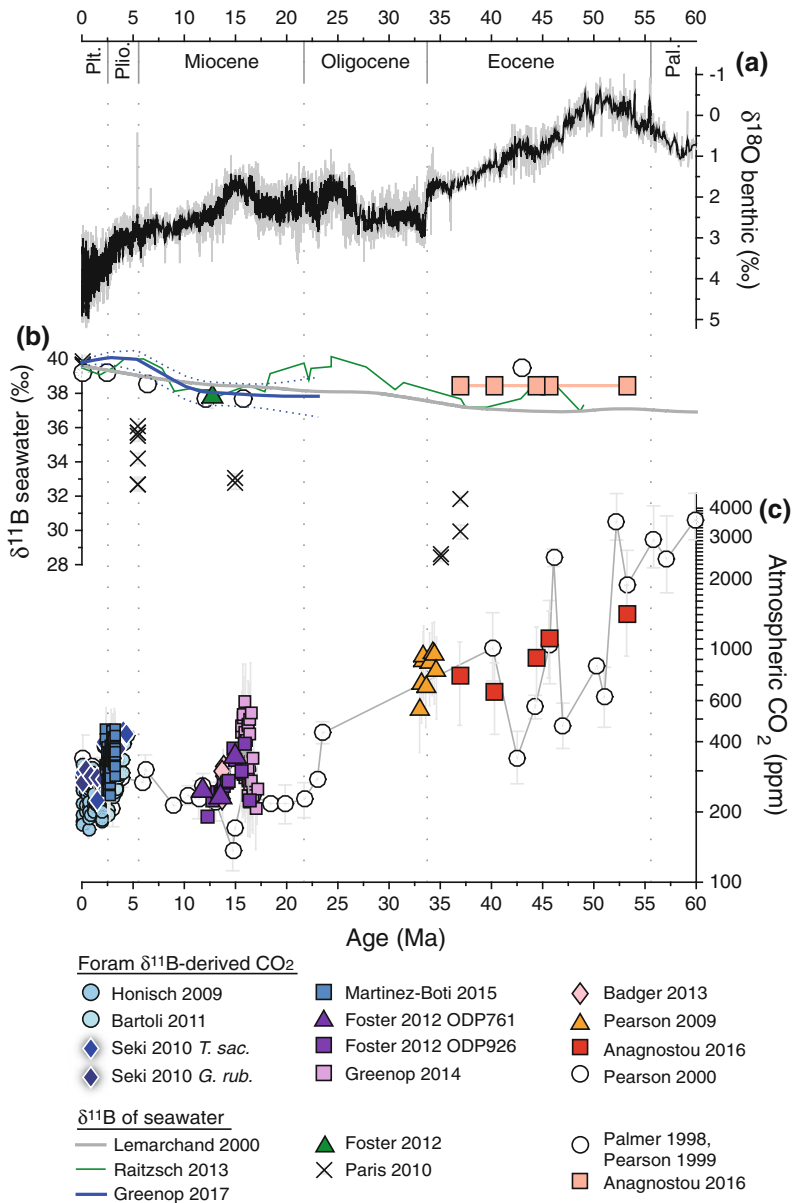 0 5 10 15 20 25 30 35 40 45 50 55 60
Plt.
Plio.
Miocene
Oligocene
Eocene
Pal.
(a)
-1
0
1
2
3
4
5
δ18O benthic (‰)
(b)
40
38
36
34
32
30
28
δ11B seawater (‰)
(c)
4000
3000
2000
1000
600
400
200
100
Atmospheric CO2 (ppm)
0 5 10 15 20 25 30 35 40 45 50 55 60
Age (Ma)
Foram δ11B-derived CO2
Honisch 2009
Bartoli 2011
Seki 2010 T. sac.
Seki 2010 G. rub.
Martinez-Boti 2015
Foster 2012 ODP761
Foster 2012 ODP926
Greenop 2014
Badger 2013
Pearson 2009
Anagnostou 2016
Pearson 2000
δ11B of seawater
Lemarchand 2000
Raitzsch 2013
Greenop 2017
Foster 2012
Paris 2010
Palmer 1998,
Pearson 1999
Anagnostou 2016